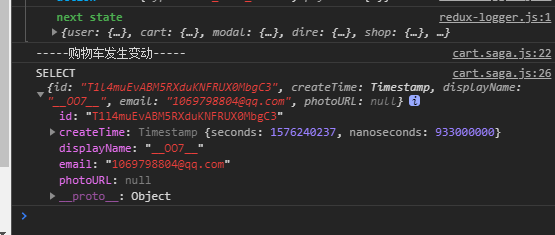 next state redux-logger.js:1
▶{user: {…}, cart: {…}, modal: {…}, dire: {…}, shop: {…}, …}
-----购物车发生变动----- cart.saga.js:22
SELECT cart.saga.js:26
{id: "T1l4muEvABM5RXduKNFRUX0MbgC3", createTime: Timestamp, displayName:
▼"__OO7__", email: "1069798804@qq.com", photoURL: null}
id: "T1l4muEvABM5RXduKNFRUX0MbgC3"
▶createTime: Timestamp {seconds: 1576240237, nanoseconds: 933000000}
displayName: "__OO7__"
email: "1069798804@qq.com"
photoURL: null
▶__proto__: Object
>